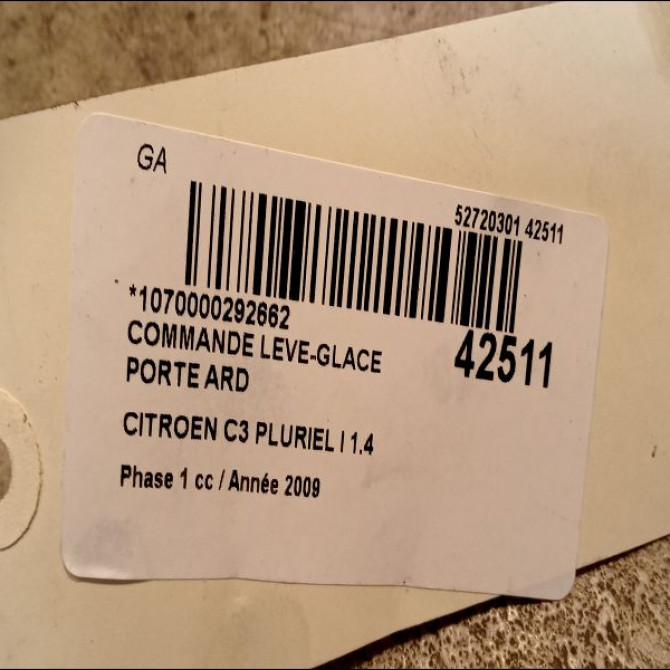 GA
52720301 42511
*1070000292662
COMMANDE LEVE-GLACE
PORTE ARD
42511
CITROEN C3 PLURIEL I 1.4
Phase 1 cc / Année 2009